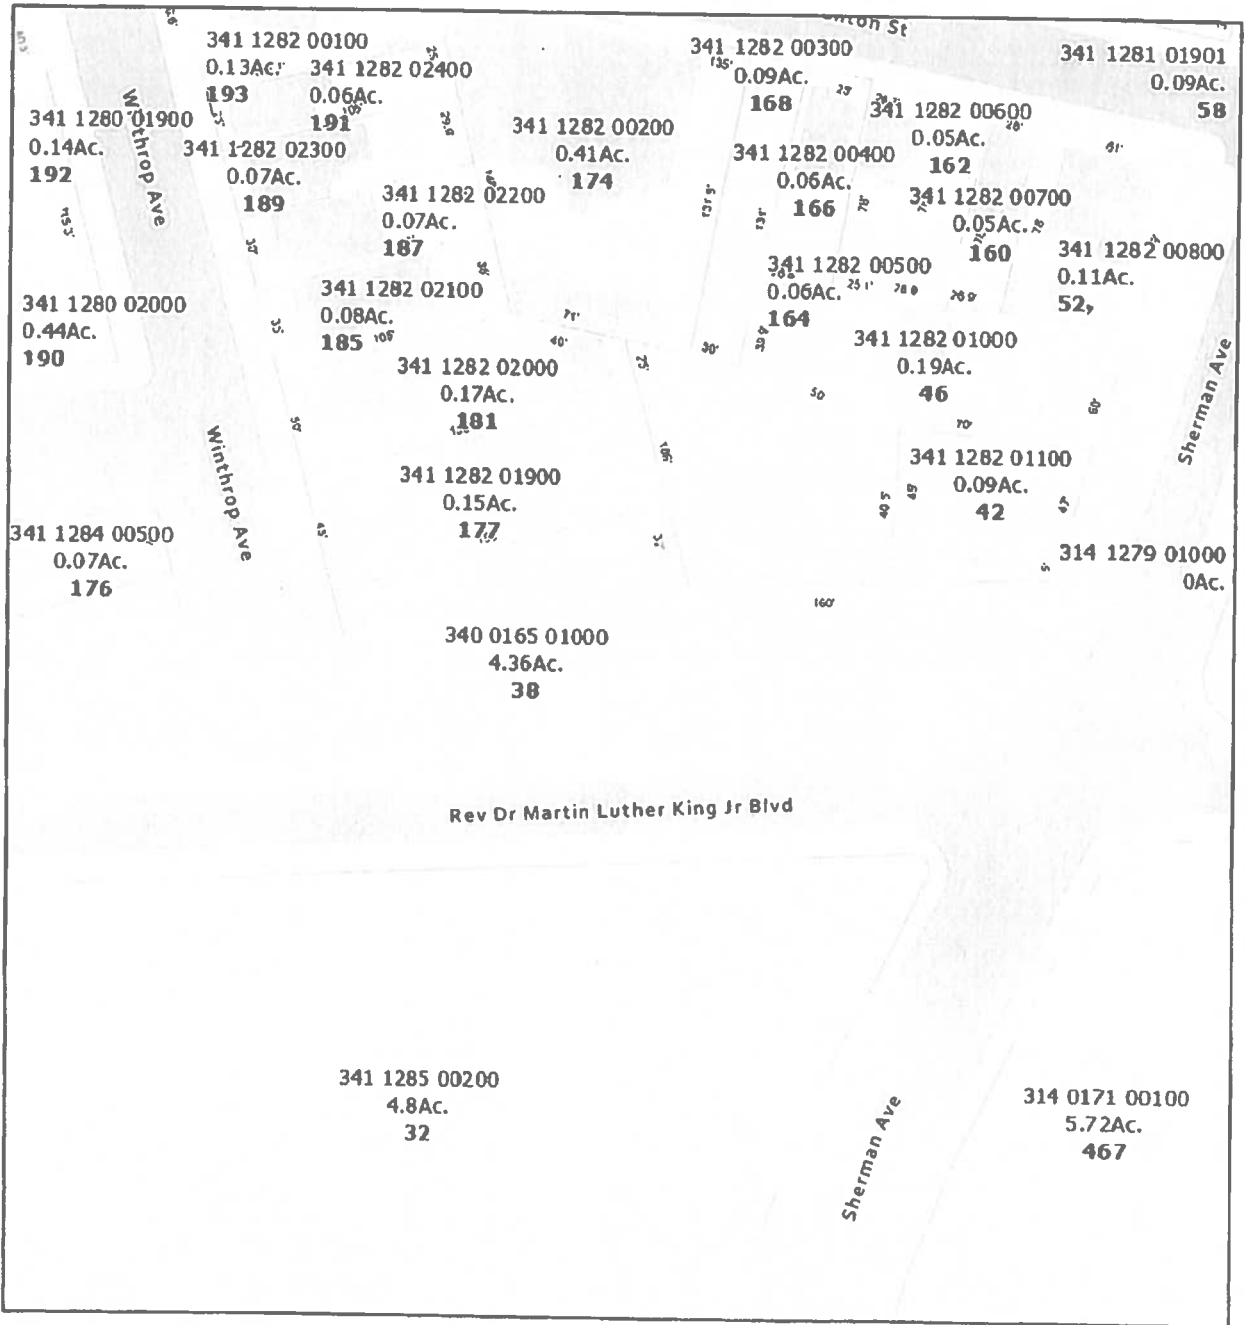 341 1282 00100
0.13Ac.
193
341 1282 02400
0.06Ac.
191
341 1282 00300
0.09Ac.
168
341 1281 01901
0.09Ac.
58
341 1280 01900
0.14Ac.
192
Winthrop Ave
341 1282 02300
0.07Ac.
189
341 1282 00200
0.41Ac.
174
341 1282 00600
0.05Ac.
162
341 1282 00400
0.06Ac.
166
341 1282 02200
0.07Ac.
187
341 1282 00700
0.05Ac.
160
341 1282 00800
0.11Ac.
52
341 1282 00500
0.06Ac.
164
341 1280 02000
0.44Ac.
190
341 1282 02100
0.08Ac.
185
341 1282 02000
0.17Ac.
181
341 1282 01000
0.19Ac.
46
Sherman Ave
Winthrop Ave
341 1282 01900
0.15Ac.
177
341 1282 01100
0.09Ac.
42
341 1284 00500
0.07Ac.
176
314 1279 01000
0Ac.
160'
340 0165 01000
4.36Ac.
38
Rev Dr Martin Luther King Jr Blvd
341 1285 00200
4.8Ac.
32
Sherman Ave
314 0171 00100
5.72Ac.
467